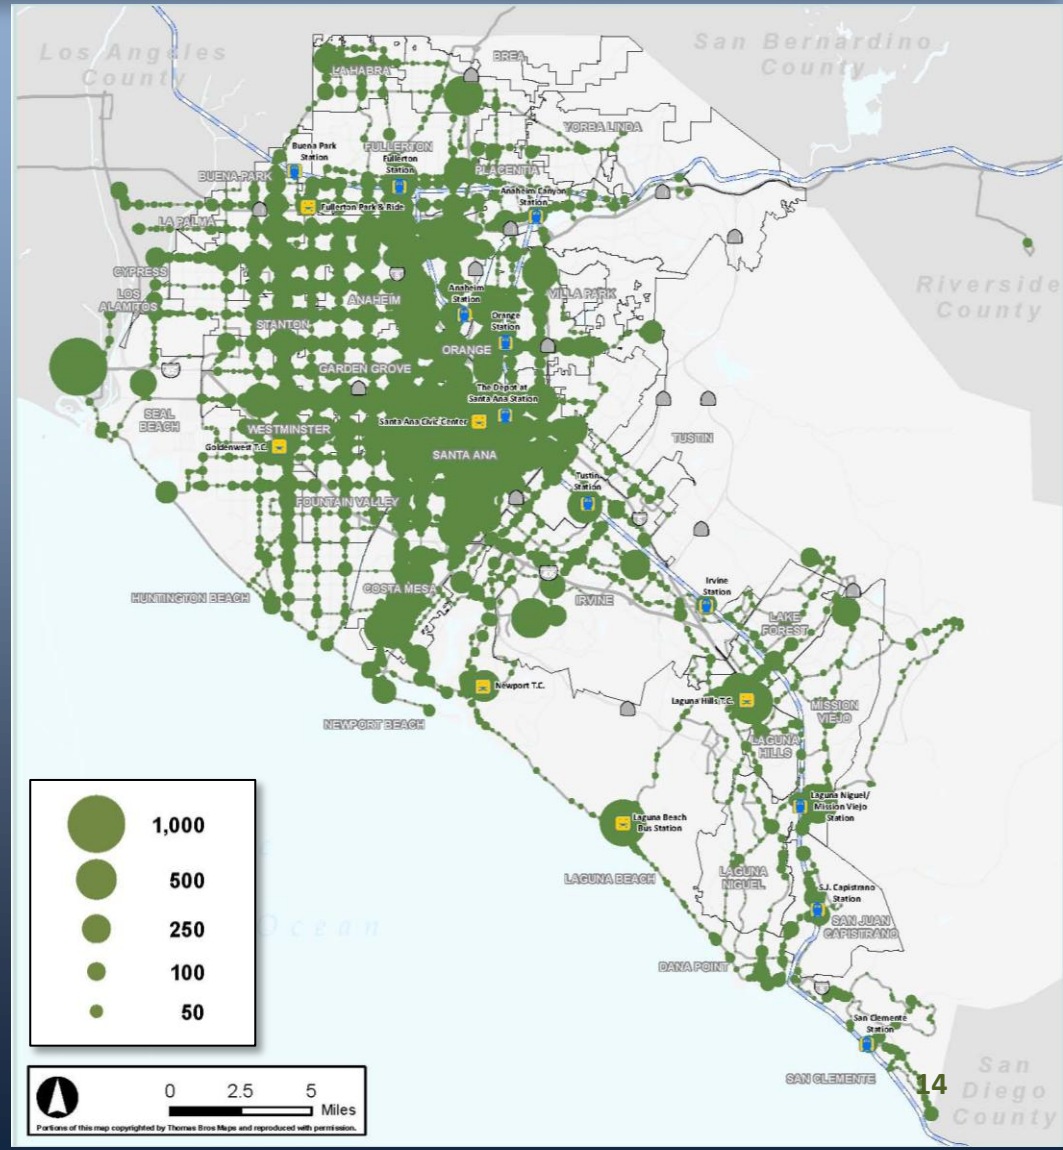 Los Angeles
County
San Bernardino
County
BREA
LA HABRA
YORBA LINDA
Buena Park
Station
FULLERTON
Fullerton
Station
PLACENTIA
BUENA PARK
Anaheim Canyon
Station
Fullerton Park & Ride
LA PALMA
CYPRESS
LOS
ALAMITOS
ANAHEIM
Anaheim
Station
VILLA PARK
Riverside
County
STANTON
Orange
Station
ORANGE
GARDEN GROVE
The Depot at
Santa Ana Station
SEAL
BEACH
WESTMINSTER
Santa Ana Civic Center
Goldenwest T.C.
SANTA ANA
TUSTIN
Tustin
Station
FOUNTAIN VALLEY
COSTA MESA
HUNTINGTON BEACH
IRVINE
Irvine
Station
LAKE
FOREST
Newport T.C.
Laguna Hills T.C.
MISSION
VIEJO
NEWPORT BEACH
LAGUNA
HILLS
Laguna Niguel/
Mission Viejo
Station
Laguna Beach
Bus Station
LAGUNA BEACH
LAGUNA
NIGUEL
S.J. Capistrano
Station
SAN JUAN
CAPISTRANO
Ocean
DANA POINT
San Clemente
Station
SAN CLEMENTE
14
San
Diego
County
1,000
500
250
100
50
0 2.5 5
Miles
Portions of this map copyrighted by Thomas Bros Maps and reproduced with permission.